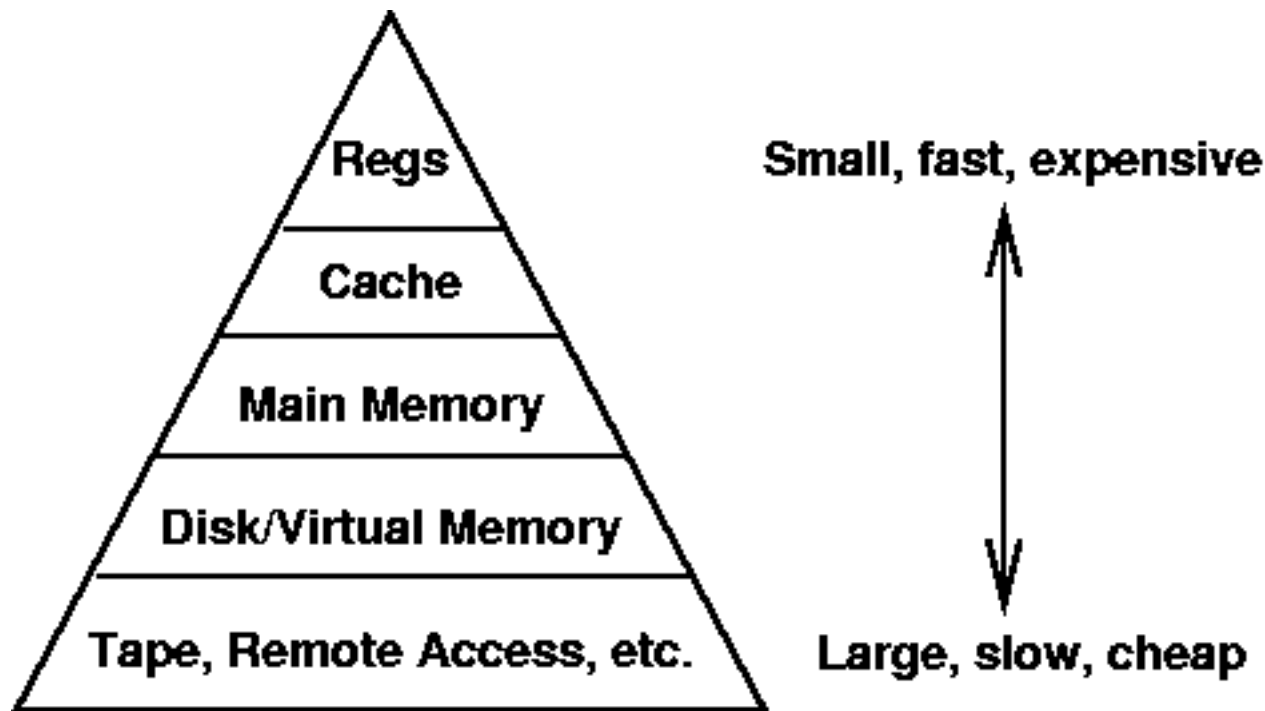 Regs
Small, fast, expensive
Cache
Main Memory
Disk/Virtual Memory
Tape, Remote Access, etc.
Large, slow, cheap